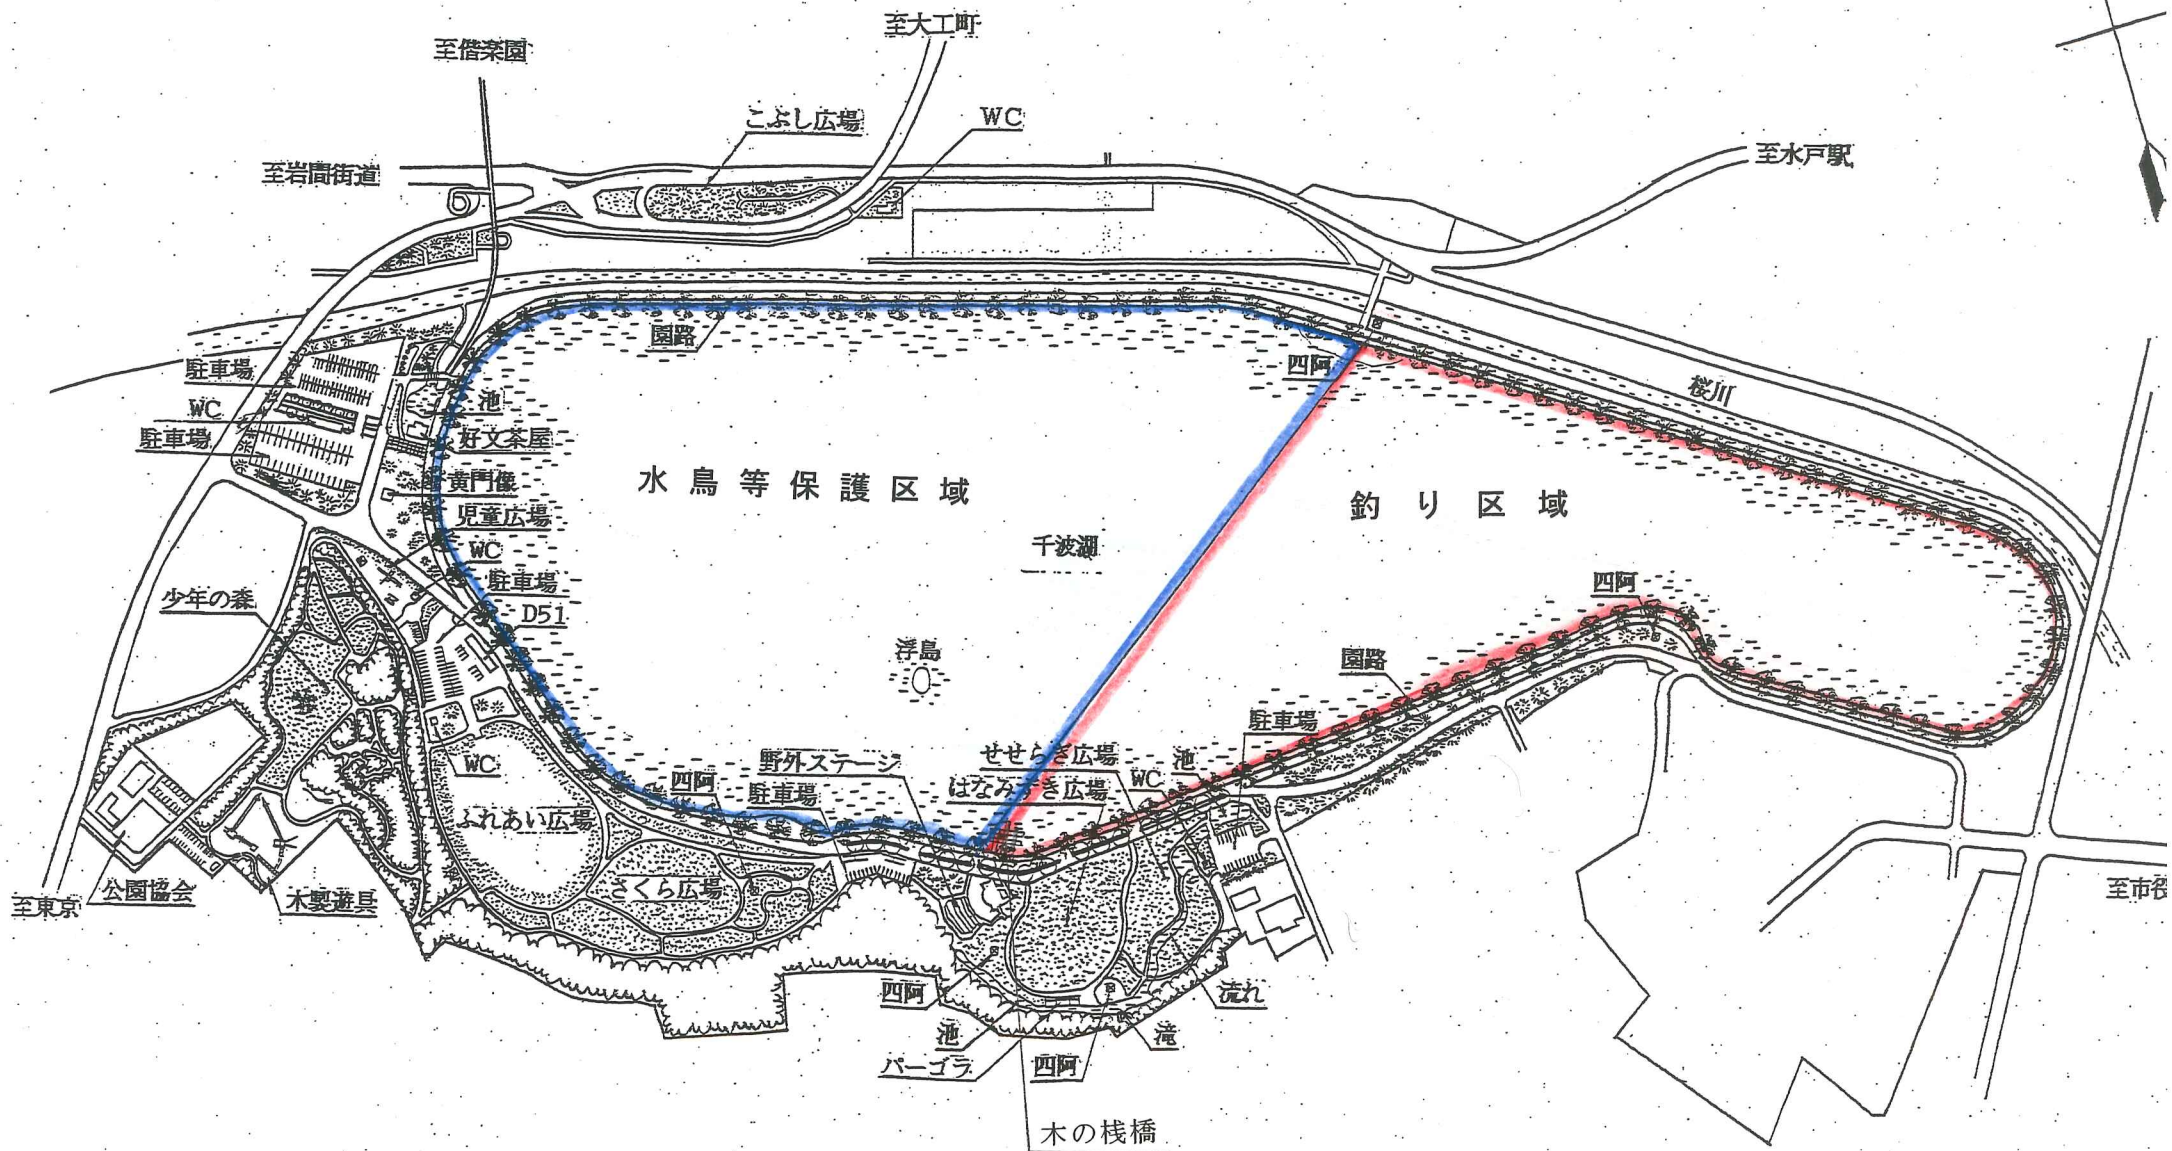 至大工町
至偕楽園
こぶし広場
WC
至岩間街道
至水戸駅
園路
四阿
駐車場
WC
駐車場
池
好文茶屋
黄門像
児童広場
WC
駐車場
D51
桜川
水鳥等保護区域
釣り区域
千波湖
少年の森
四阿
浮島
園路
駐車場
野外ステージ
せせらぎ広場
WC
池
WC
四阿
駐車場
はなみずき広場
ふれあい広場
さくら広場
至東京
公園協会
木製遊具
至市役
四阿
流れ
池
滝
パーゴラ
四阿
木の桟橋